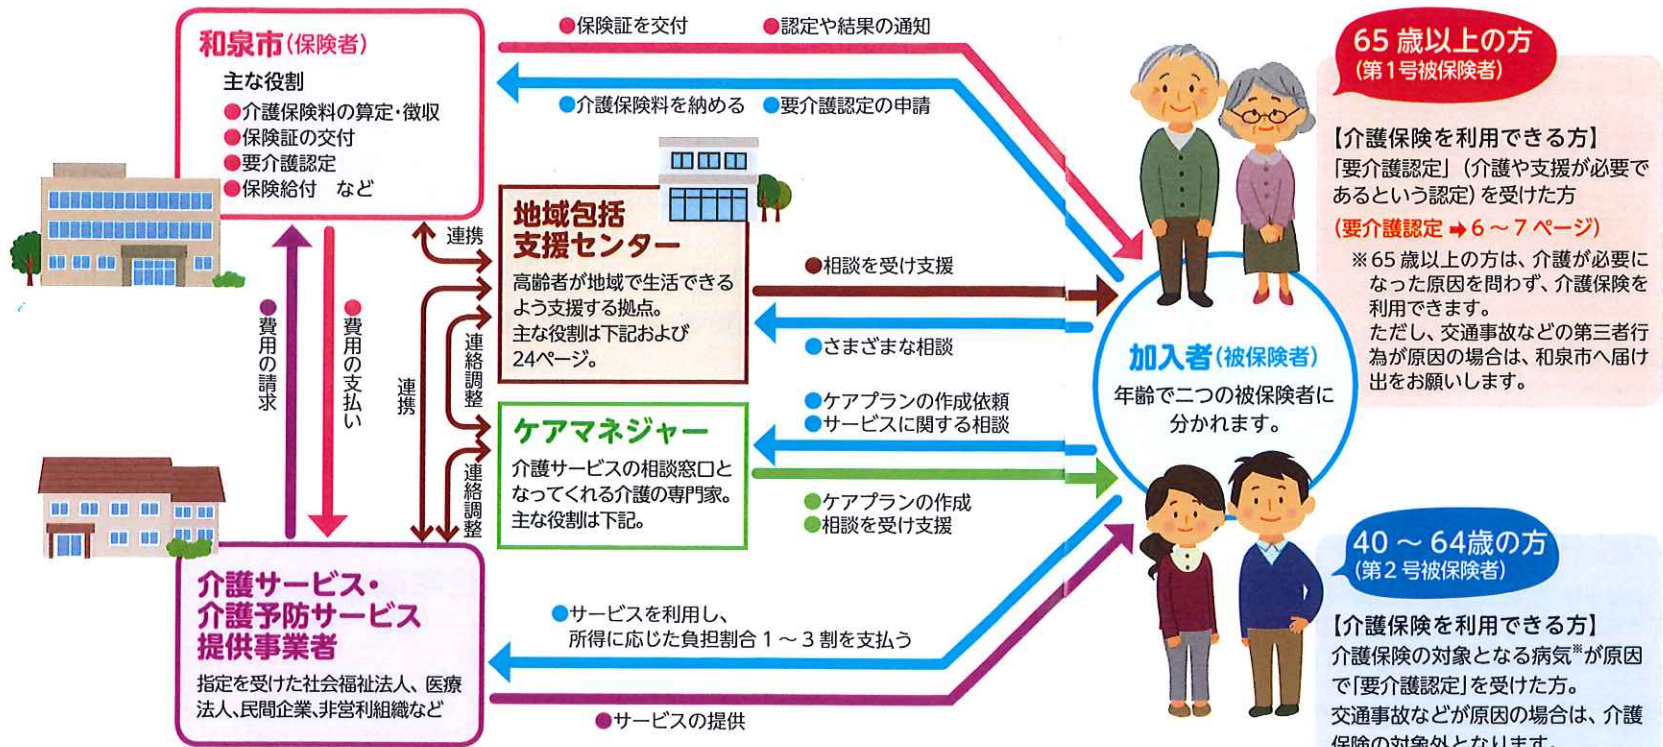 和泉市(保険者)
主な役割
●介護保険料の算定・徴収
●保険証の交付
●要介護認定
●保険給付 など
●保険証を交付 ●認定や結果の通知
●介護保険料を納める ●要介護認定の申請
地域包括
支援センター
高齢者が地域で生活できる
よう支援する拠点。
主な役割は下記および
24ページ。
連携
●費用の請求
●費用の支払い
連携
連絡調整
連絡調整
●相談を受け支援
●さまざまな相談
ケアマネジャー
介護サービスの相談窓口と
なってくれる介護の専門家。
主な役割は下記。
●ケアプランの作成依頼
●サービスに関する相談
●ケアプランの作成
●相談を受け支援
介護サービス・
介護予防サービス
提供事業者
指定を受けた社会福祉法人、医療
法人、民間企業、非営利組織など
●サービスを利用し、
所得に応じた負担割合1~3割を支払う
●サービスの提供
加入者(被保険者)
年齢で二つの被保険者に
分かれます。
65歳以上の方
(第1号被保険者)
【介護保険を利用できる方】
「要介護認定」(介護や支援が必要で
あるという認定)を受けた方
(要介護認定➡6~7ページ)
※65歳以上の方は、介護が必要に
なった原因を問わず、介護保険を
利用できます。
ただし、交通事故などの第三者行
為が原因の場合は、和泉市へ届け
出をお願いします。
40~64歳の方
(第2号被保険者)
【介護保険を利用できる方】
介護保険の対象となる病気※が原因
で「要介護認定」を受けた方。
交通事故などが原因の場合は、介護
保険の対象外となります。